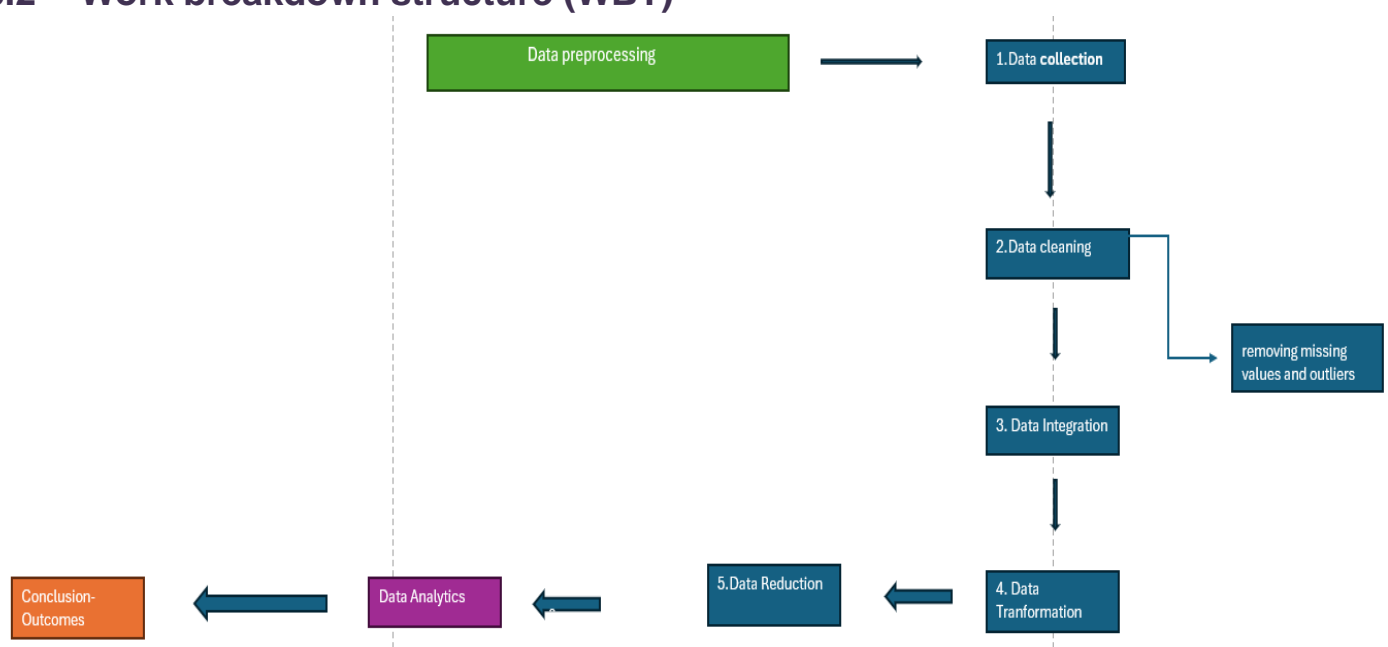 Work breakdown structure (WBT)
Data preprocessing
1.Data collection
2.Data cleaning
removing missing
values and outliers
3. Data Integration
4. Data
Tranformation
5.Data Reduction
Data Analytics
Conclusion-
Outcomes